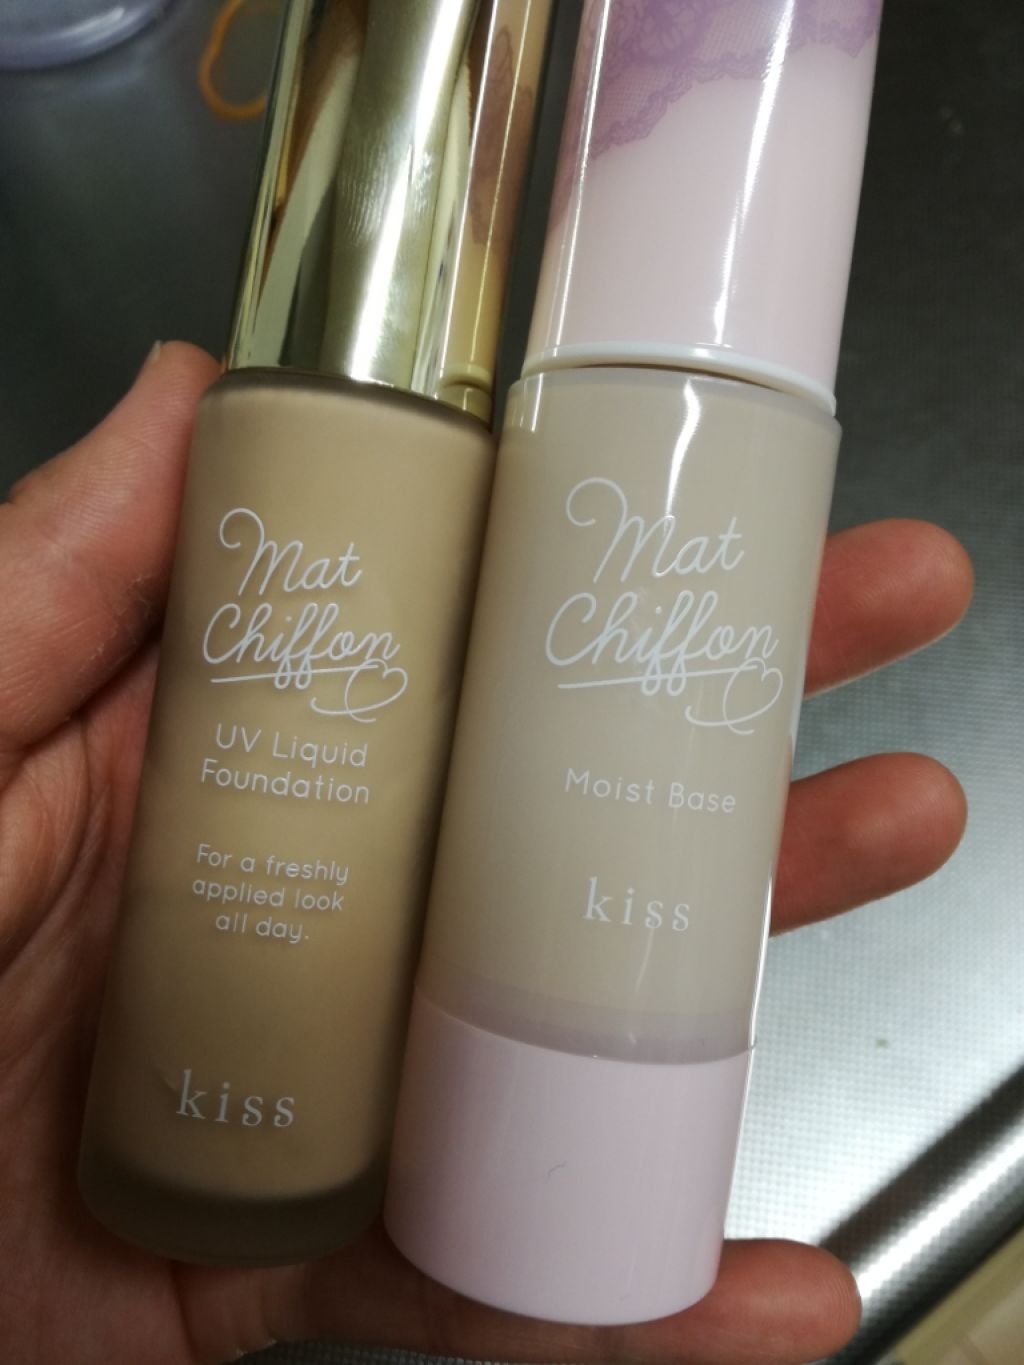 Mat
Chiffon
UV Liquid
Foundation
For a freshly
applied look
all day.
kiss
Mat
Chiffon
Moist Base
kiss